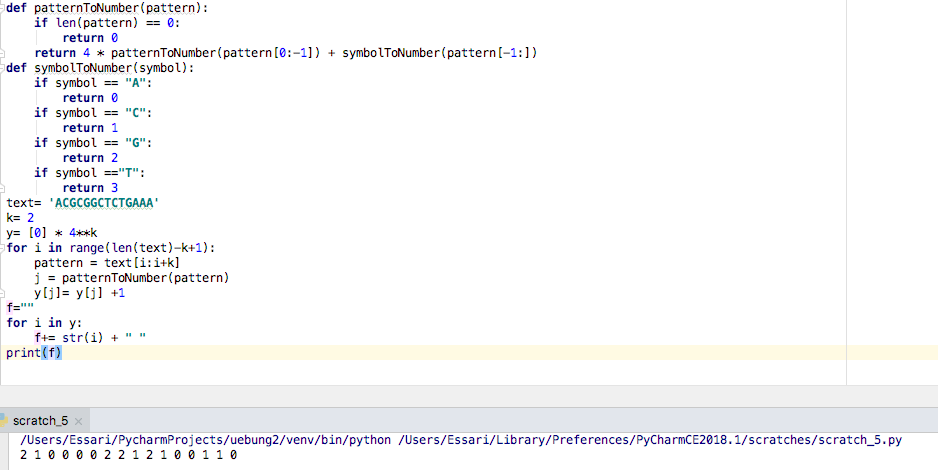 def patternToNumber(pattern):
    if len(pattern) == 0:
        return 0
    return 4 * patternToNumber(pattern[0:-1]) + symbolToNumber(pattern[-1:])
def symbolToNumber(symbol):
    if symbol == "A":
        return 0
    if symbol == "C":
        return 1
    if symbol == "G":
        return 2
    if symbol =="T":
        return 3
text= 'ACGCGGCTCTGAAA'
k= 2
y= [0] * 4**k
for i in range(len(text)-k+1):
    pattern = text[i:i+k]
    j = patternToNumber(pattern)
    y[j]= y[j] +1
f=""
for i in y:
    f+= str(i) + " "
print(f)
scratch_5 ×
/Users/Essari/PycharmProjects/uebung2/venv/bin/python /Users/Essari/Library/Preferences/PyCharmCE2018.1/scratches/scratch_5.py
2 1 0 0 0 0 2 2 1 2 1 0 0 1 1 0